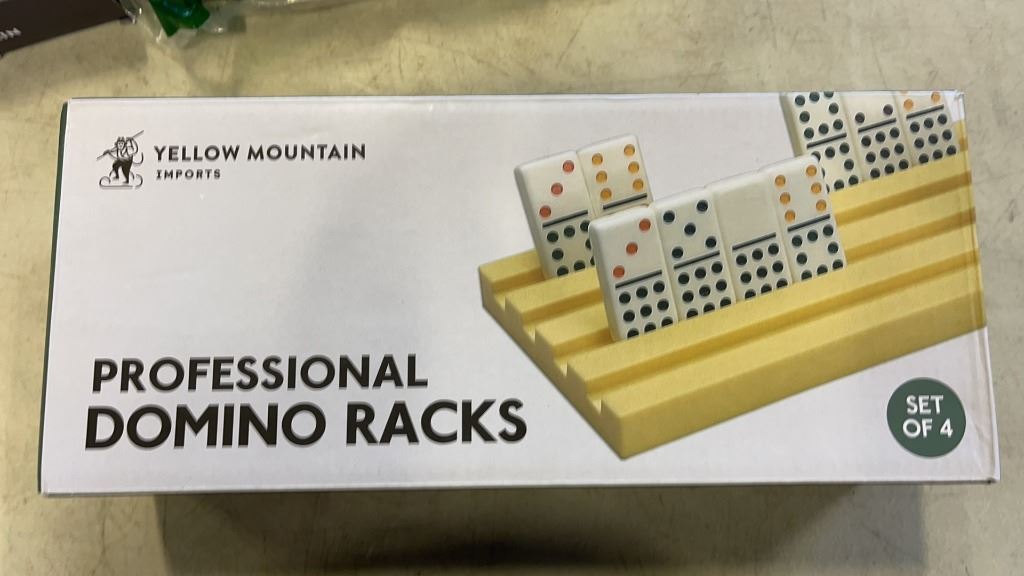 YELLOW MOUNTAIN
IMPORTS
PROFESSIONAL
DOMINO RACKS
SET
OF 4